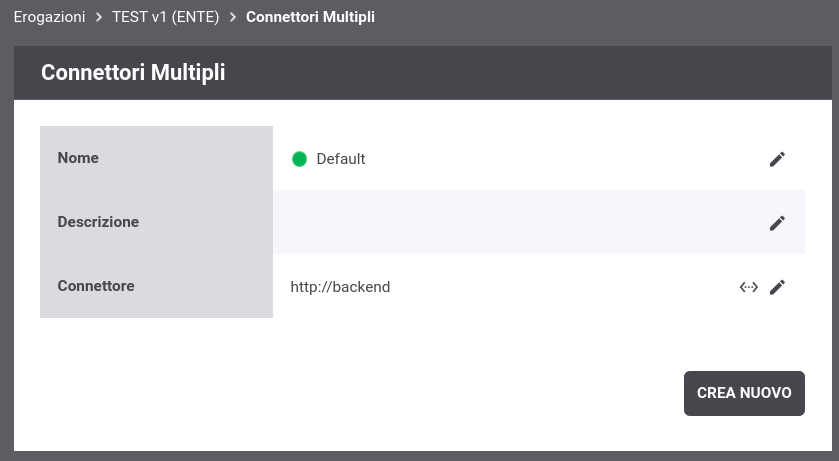 Erogazioni > TEST v1 (ENTE) > Connettori Multipli
Connettori Multipli
Nome Default
Descrizione
Connettore http://backend
CREA NUOVO